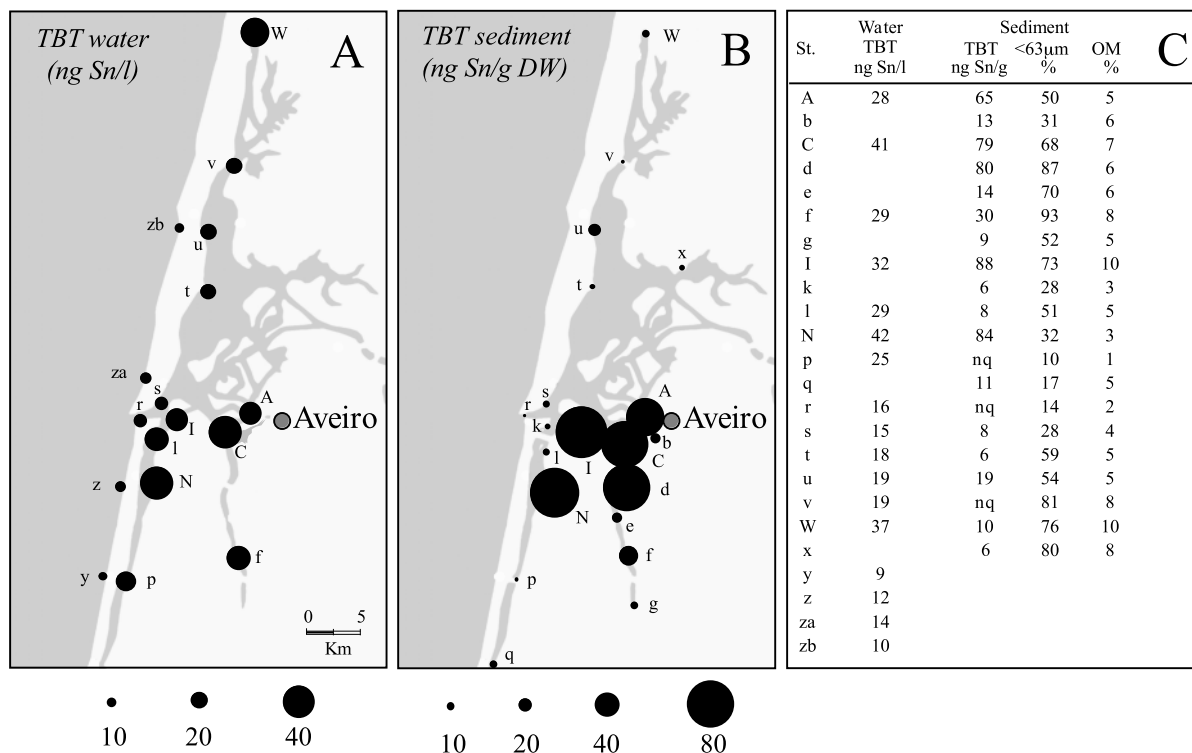 TBT water
(ng Sn/l)
A
W
v
zb
u
t
za
s
A
r
I
Aveiro
l
C
N
z
f
y
p
0 5
Km
10 20 40
TBT sediment
(ng Sn/g DW)
B
W
v
u
x
t
s
A
r
k
Aveiro
b
l
I
C
d
N
e
f
p
g
q
10 20 40 80
C
Water Sediment
St. TBT TBT <63µm OM
ng Sn/l ng Sn/g % %
A 28 65 50 5
b 13 31 6
C 41 79 68 7
d 80 87 6
e 14 70 6
f 29 30 93 8
g 9 52 5
I 32 88 73 10
k 6 28 3
l 29 8 51 5
N 42 84 32 3
p 25 nq 10 1
q 11 17 5
r 16 nq 14 2
s 15 8 28 4
t 18 6 59 5
u 19 19 54 5
v 19 nq 81 8
W 37 10 76 10
x 6 80 8
y 9
z 12
za 14
zb 10